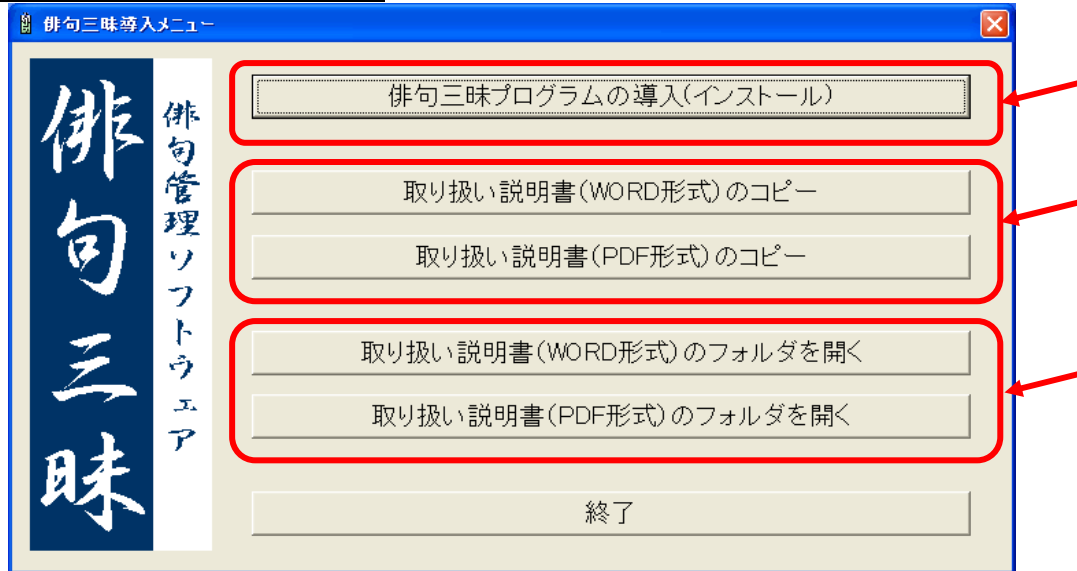 俳句三昧導入メニュー
俳句三昧
俳句管理ソフトウェア
俳句三昧プログラムの導入(インストール)
取り扱い説明書(WORD形式)のコピー
取り扱い説明書(PDF形式)のコピー
取り扱い説明書(WORD形式)のフォルダを開く
取り扱い説明書(PDF形式)のフォルダを開く
終了